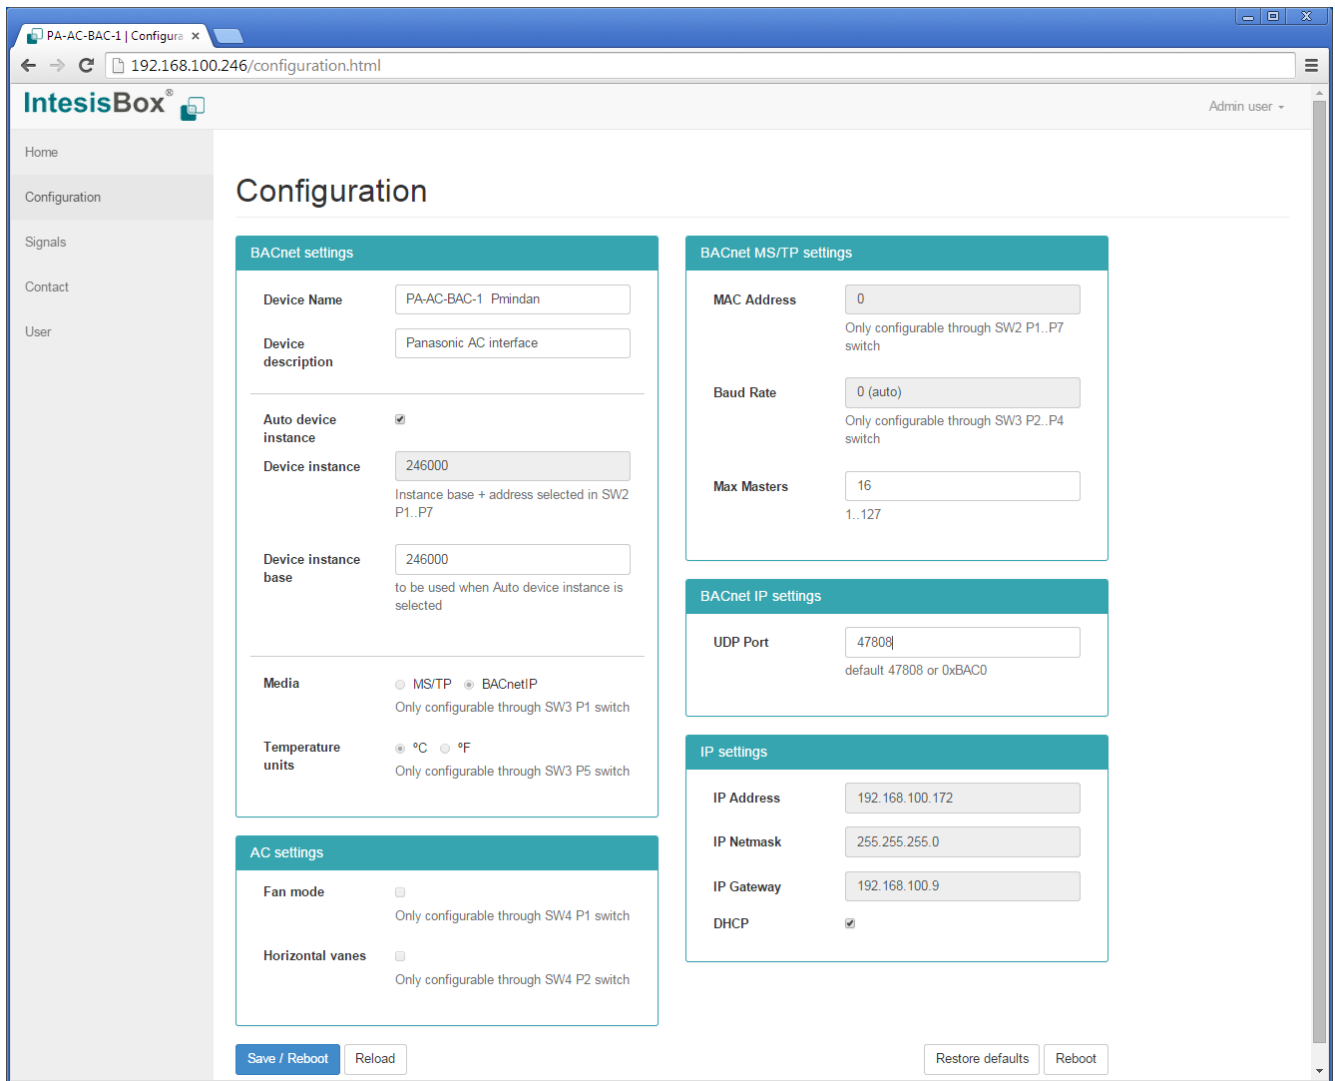 PA-AC-BAC-1 | Configura
192.168.100.246/configuration.html
IntesisBox®
Admin user
Home
Configuration
Signals
Contact
User
Configuration
BACnet settings
Device Name
PA-AC-BAC-1  Pmindan
Device
description
Panasonic AC interface
Auto device
instance
Device instance
246000
Instance base + address selected in SW2
P1..P7
Device instance
base
246000
to be used when Auto device instance is
selected
Media
MS/TP
BACnetIP
Only configurable through SW3 P1 switch
Temperature
units
ºC
ºF
Only configurable through SW3 P5 switch
AC settings
Fan mode
Only configurable through SW4 P1 switch
Horizontal vanes
Only configurable through SW4 P2 switch
BACnet MS/TP settings
MAC Address
0
Only configurable through SW2 P1..P7
switch
Baud Rate
0 (auto)
Only configurable through SW3 P2..P4
switch
Max Masters
16
1..127
BACnet IP settings
UDP Port
47808
default 47808 or 0xBAC0
IP settings
IP Address
192.168.100.172
IP Netmask
255.255.255.0
IP Gateway
192.168.100.9
DHCP
Save / Reboot
Reload
Restore defaults
Reboot